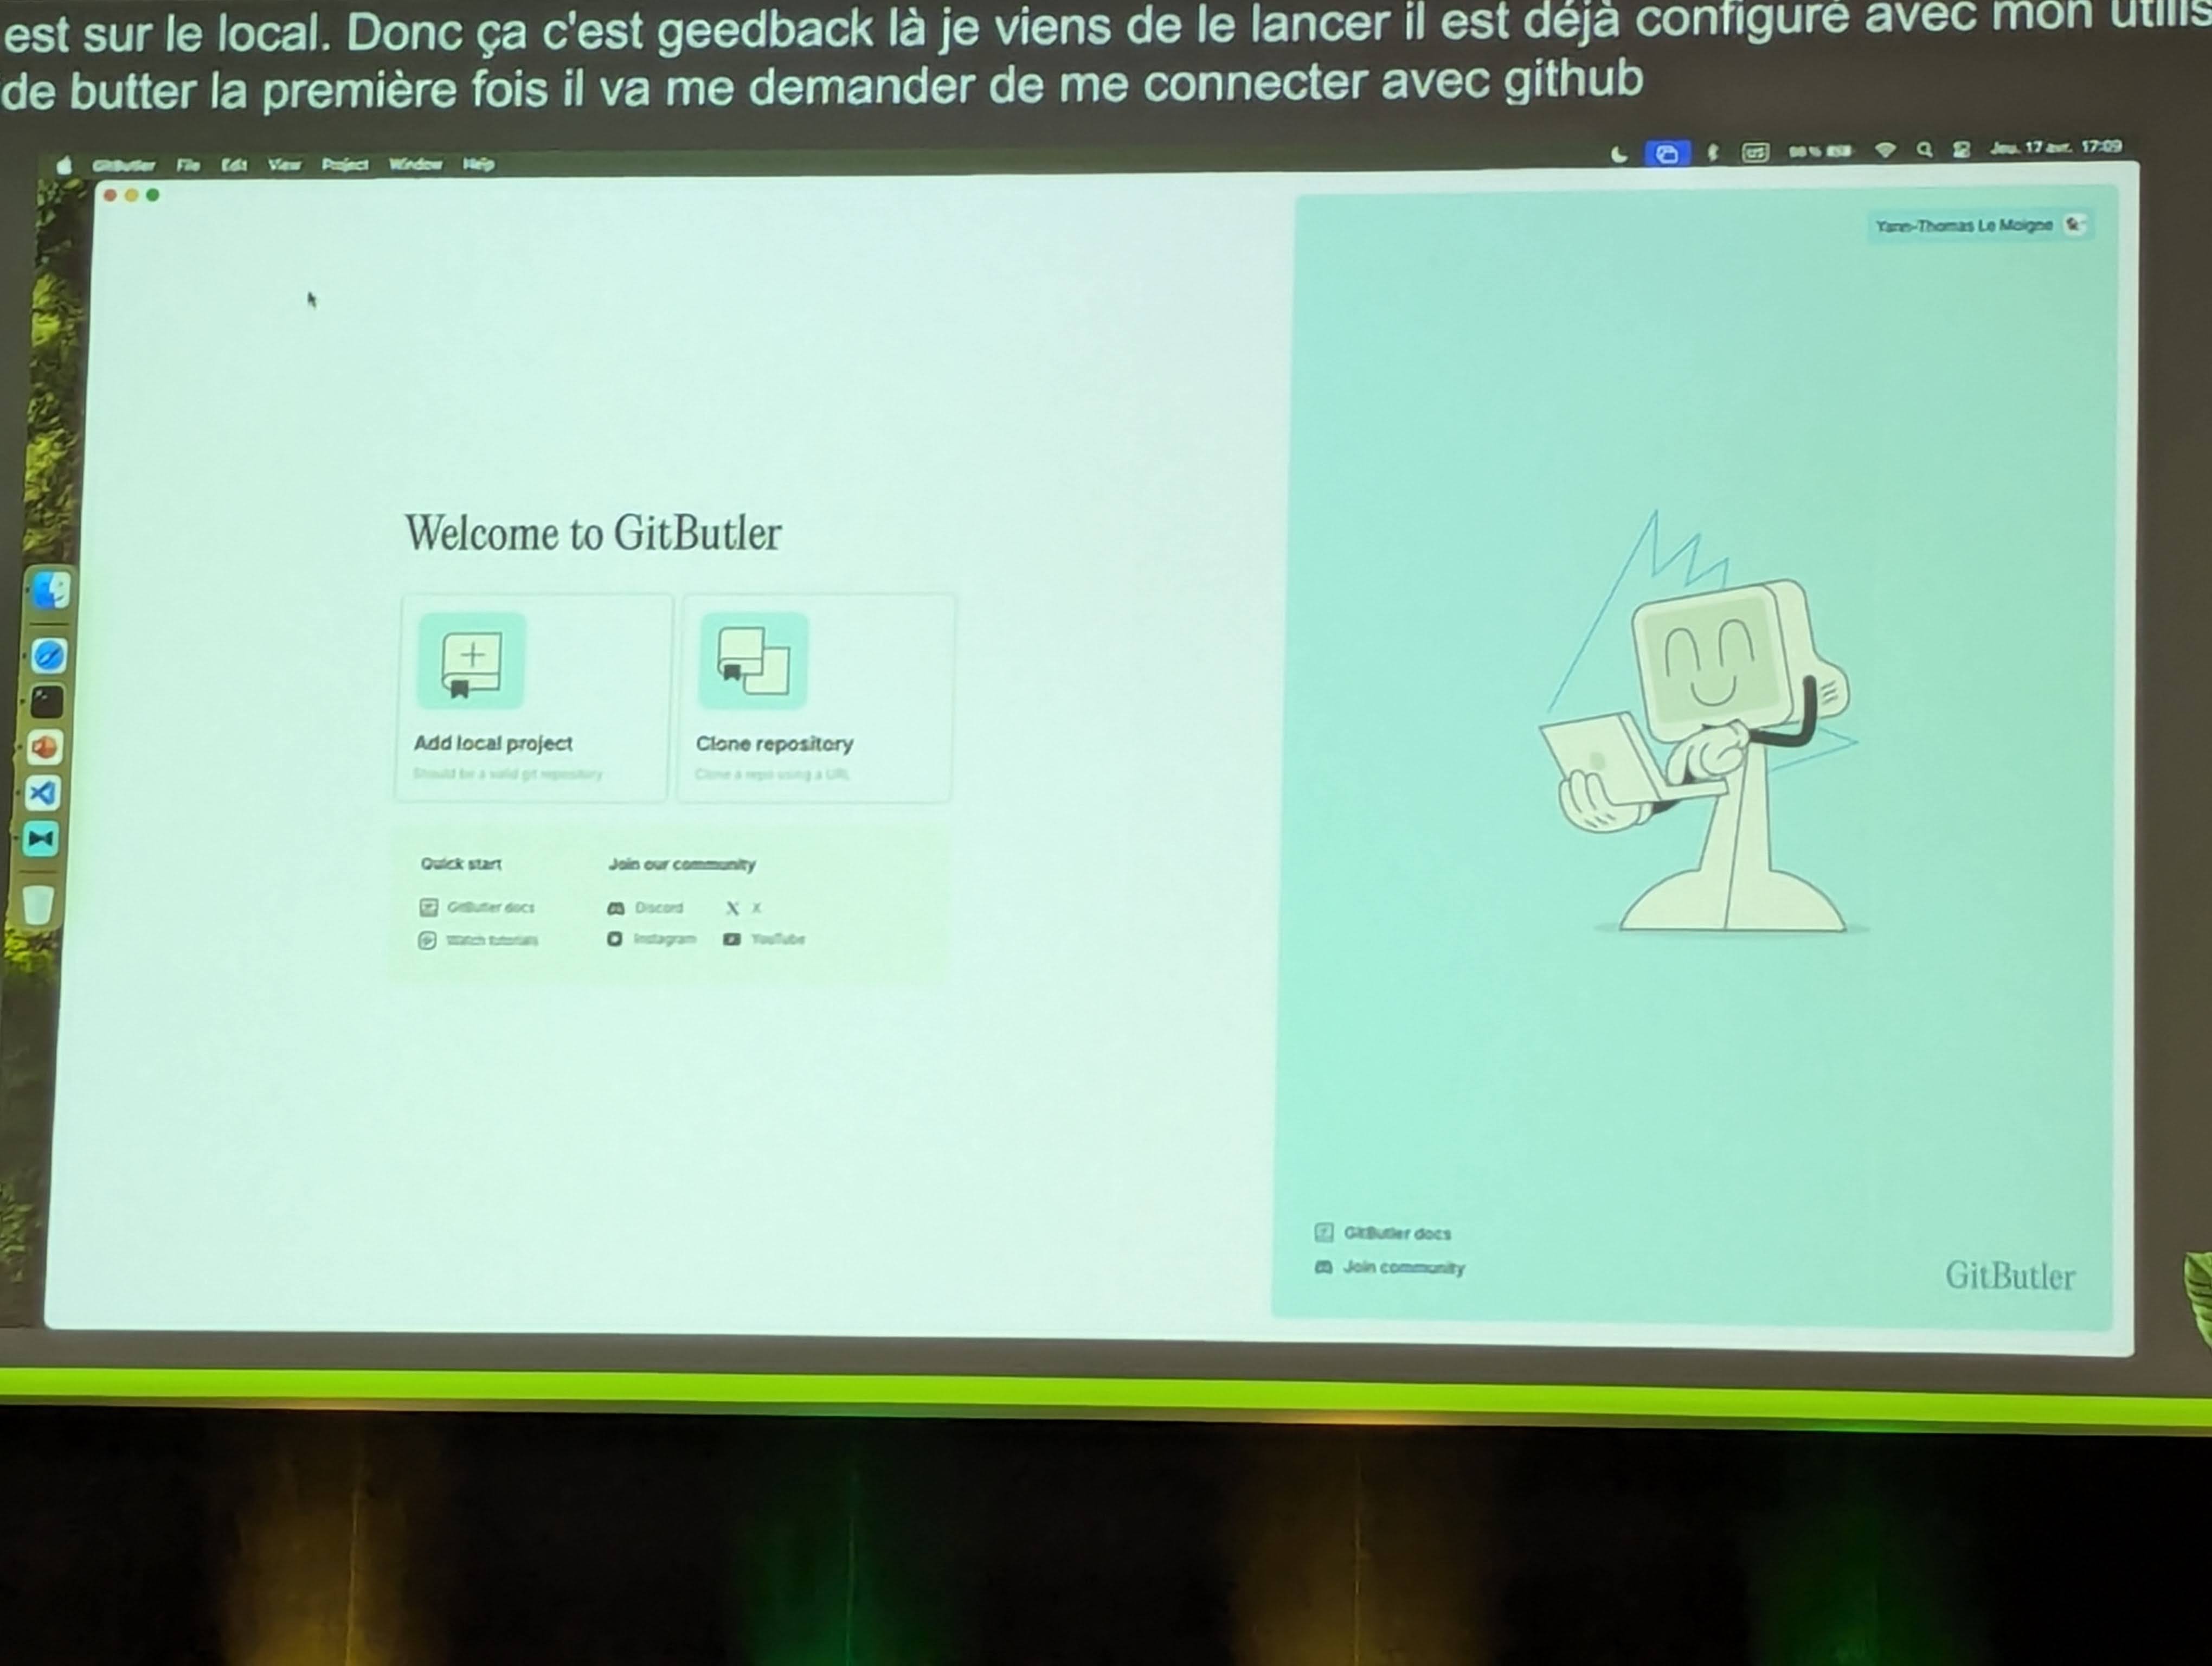 est sur le local. Donc ça c'est geedback là je viens de le lancer il est déjà configuré avec mon utilis
de butter la première fois il va me demander de me connecter avec github
GitButler File Edit View Project Window Help
Jeu. 17 avr. 17:09
Yann-Thomas Le Moigne
Welcome to GitButler
Add local project
Should be a valid git repository
Clone repository
Clone a repo using a URL
Quick start
GitButler docs
Watch tutorials
Join our community
Discord
X
Instagram
YouTube
GitButler docs
Join community
GitButler